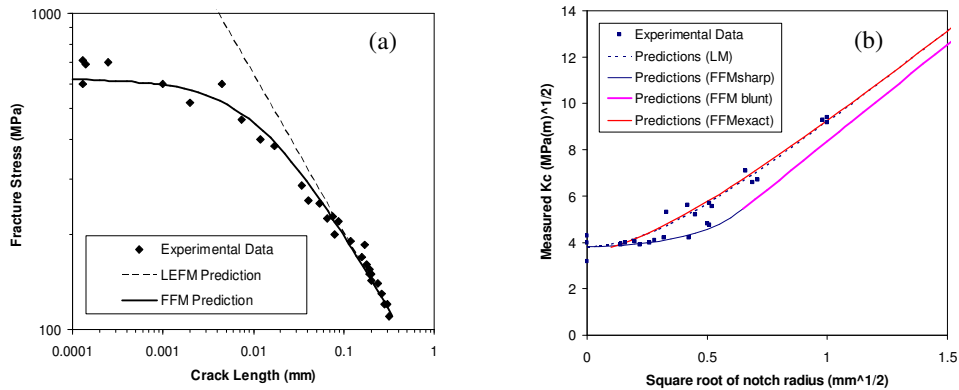 1000
(a)
Fracture Stress (MPa)
Experimental Data
LEFM Prediction
FFM Prediction
100
0.0001
0.001
0.01
0.1
1
Crack Length (mm)
14
12
10
8
6
4
2
0
(b)
Measured Kc (MPa(m)^1/2)
Experimental Data
Predictions (LM)
Predictions (FFMsharp)
Predictions (FFM blunt)
Predictions (FFMexact)
0
0.5
1
1.5
Square root of notch radius (mm^1/2)